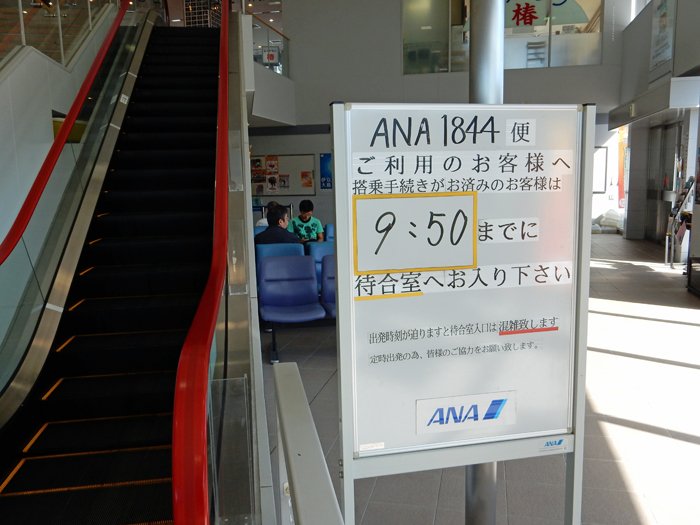 椿
ANA 1844 便
ご利用のお客様へ
搭乗手続きがお済みのお客様は
9:50 までに
待合室へお入り下さい
出発時刻が迫りますと待合室入口は混雑致します
定時出発の為、皆様のご協力をお願い致します。
ANA
ANA